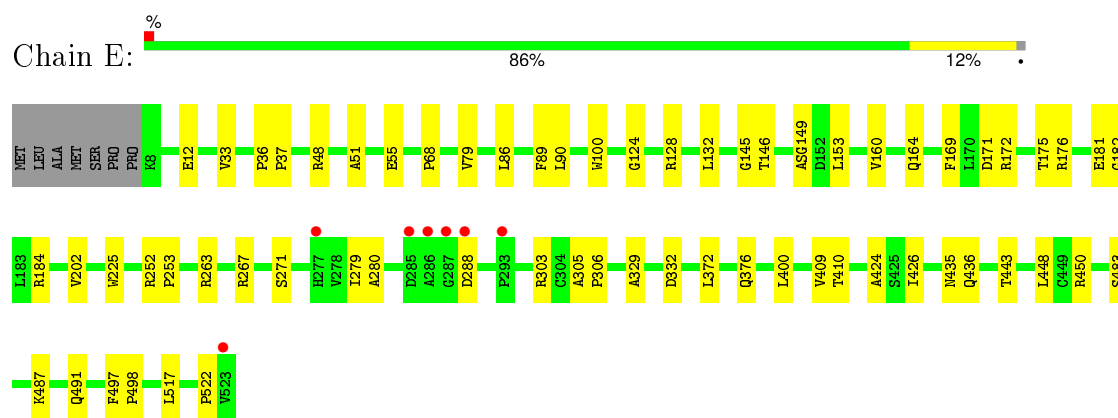 %
Chain E:
86% 12% •
MET LEU ALA MET SER PRO PRO K8 E12 V33 P36 P37 R48 A51 E55 P68 V79 L86 F89 L90 W100 G124 R128 L132 G145 T146 ASG149 D152 L153 V160 Q164 F169 L170 D171 R172 T175 R176 E181 G182
L183 R184 V202 W225 R252 P253 R263 R267 S271 H277 V278 I279 A280 D285 A286 G287 D288 P293 R303 C304 A305 P306 A329 D332 L372 Q376 L400 V409 T410 A424 S425 I426 N435 Q436 T443 L448 C449 R450 S483
K487 Q491 F497 P498 L517 P522 V523